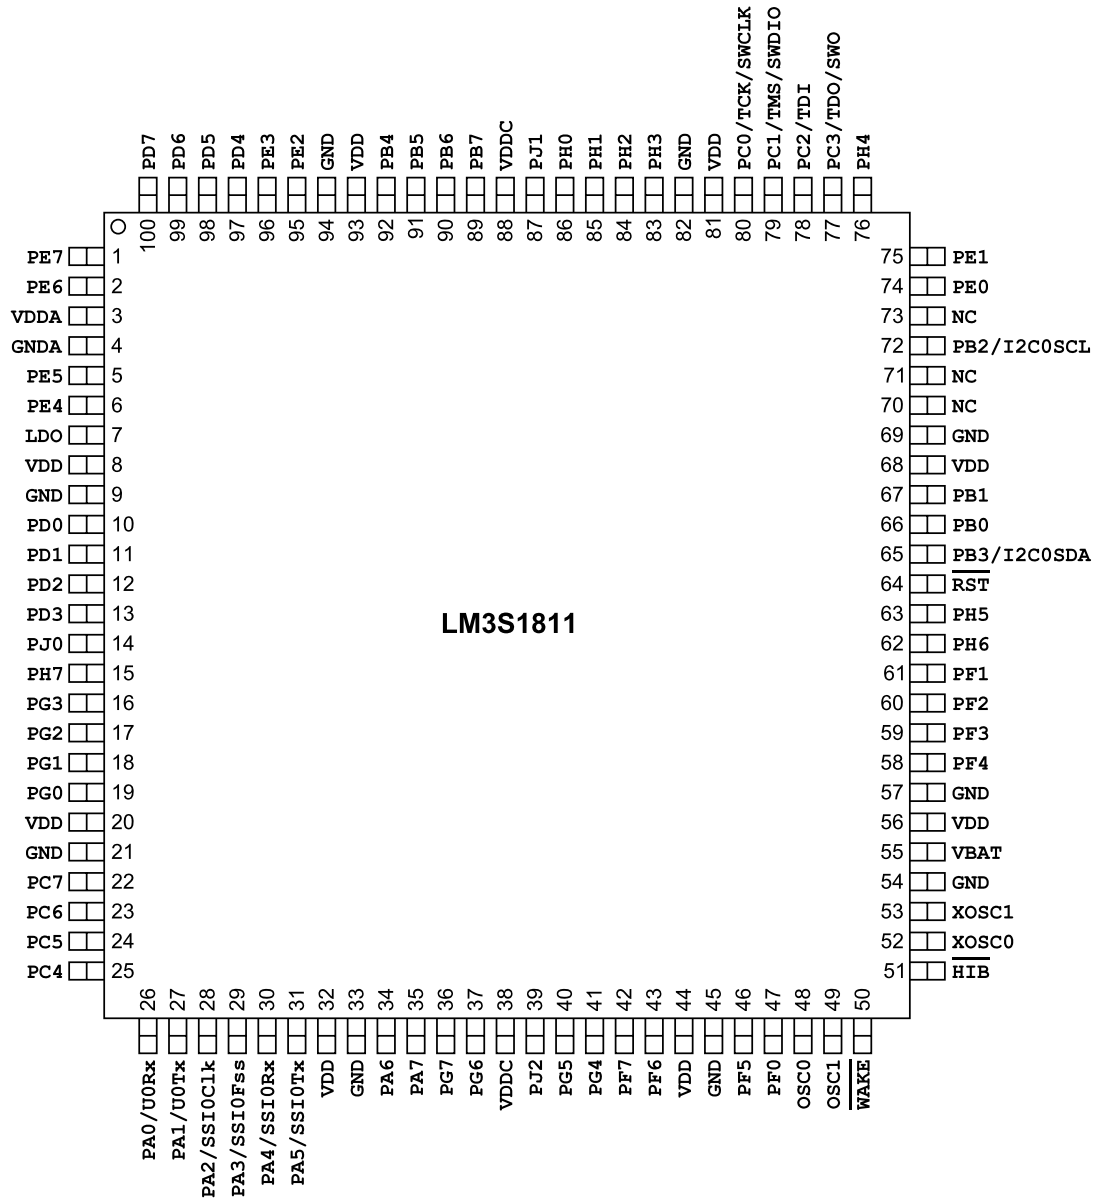 PD7
PD6
PD5
PD4
PE3
PE2
GND
VDD
PB4
PB5
PB6
PB7
VDDC
PJ1
PH0
PH1
PH2
PH3
GND
VDD
PC0/TCK/SWCLK
PC1/TMS/SWDIO
PC2/TDI
PC3/TDO/SWO
PH4
100
99
98
97
96
95
94
93
92
91
90
89
88
87
86
85
84
83
82
81
80
79
78
77
76
PE7 1
PE6 2
VDDA 3
GNDA 4
PE5 5
PE4 6
LDO 7
VDD 8
GND 9
PD0 10
PD1 11
PD2 12
PD3 13
PJ0 14
PH7 15
PG3 16
PG2 17
PG1 18
PG0 19
VDD 20
GND 21
PC7 22
PC6 23
PC5 24
PC4 25
LM3S1811
75 PE1
74 PE0
73 NC
72 PB2/I2C0SCL
71 NC
70 NC
69 GND
68 VDD
67 PB1
66 PB0
65 PB3/I2C0SDA
64 RST
63 PH5
62 PH6
61 PF1
60 PF2
59 PF3
58 PF4
57 GND
56 VDD
55 VBAT
54 GND
53 XOSC1
52 XOSC0
51 HIB
26
27
28
29
30
31
32
33
34
35
36
37
38
39
40
41
42
43
44
45
46
47
48
49
50
PA0/U0Rx
PA1/U0Tx
PA2/SSI0Clk
PA3/SSI0Fss
PA4/SSI0Rx
PA5/SSI0Tx
VDD
GND
PA6
PA7
PG7
PG6
VDDC
PJ2
PG5
PG4
PF7
PF6
VDD
GND
PF5
PF0
OSC0
OSC1
WAKE